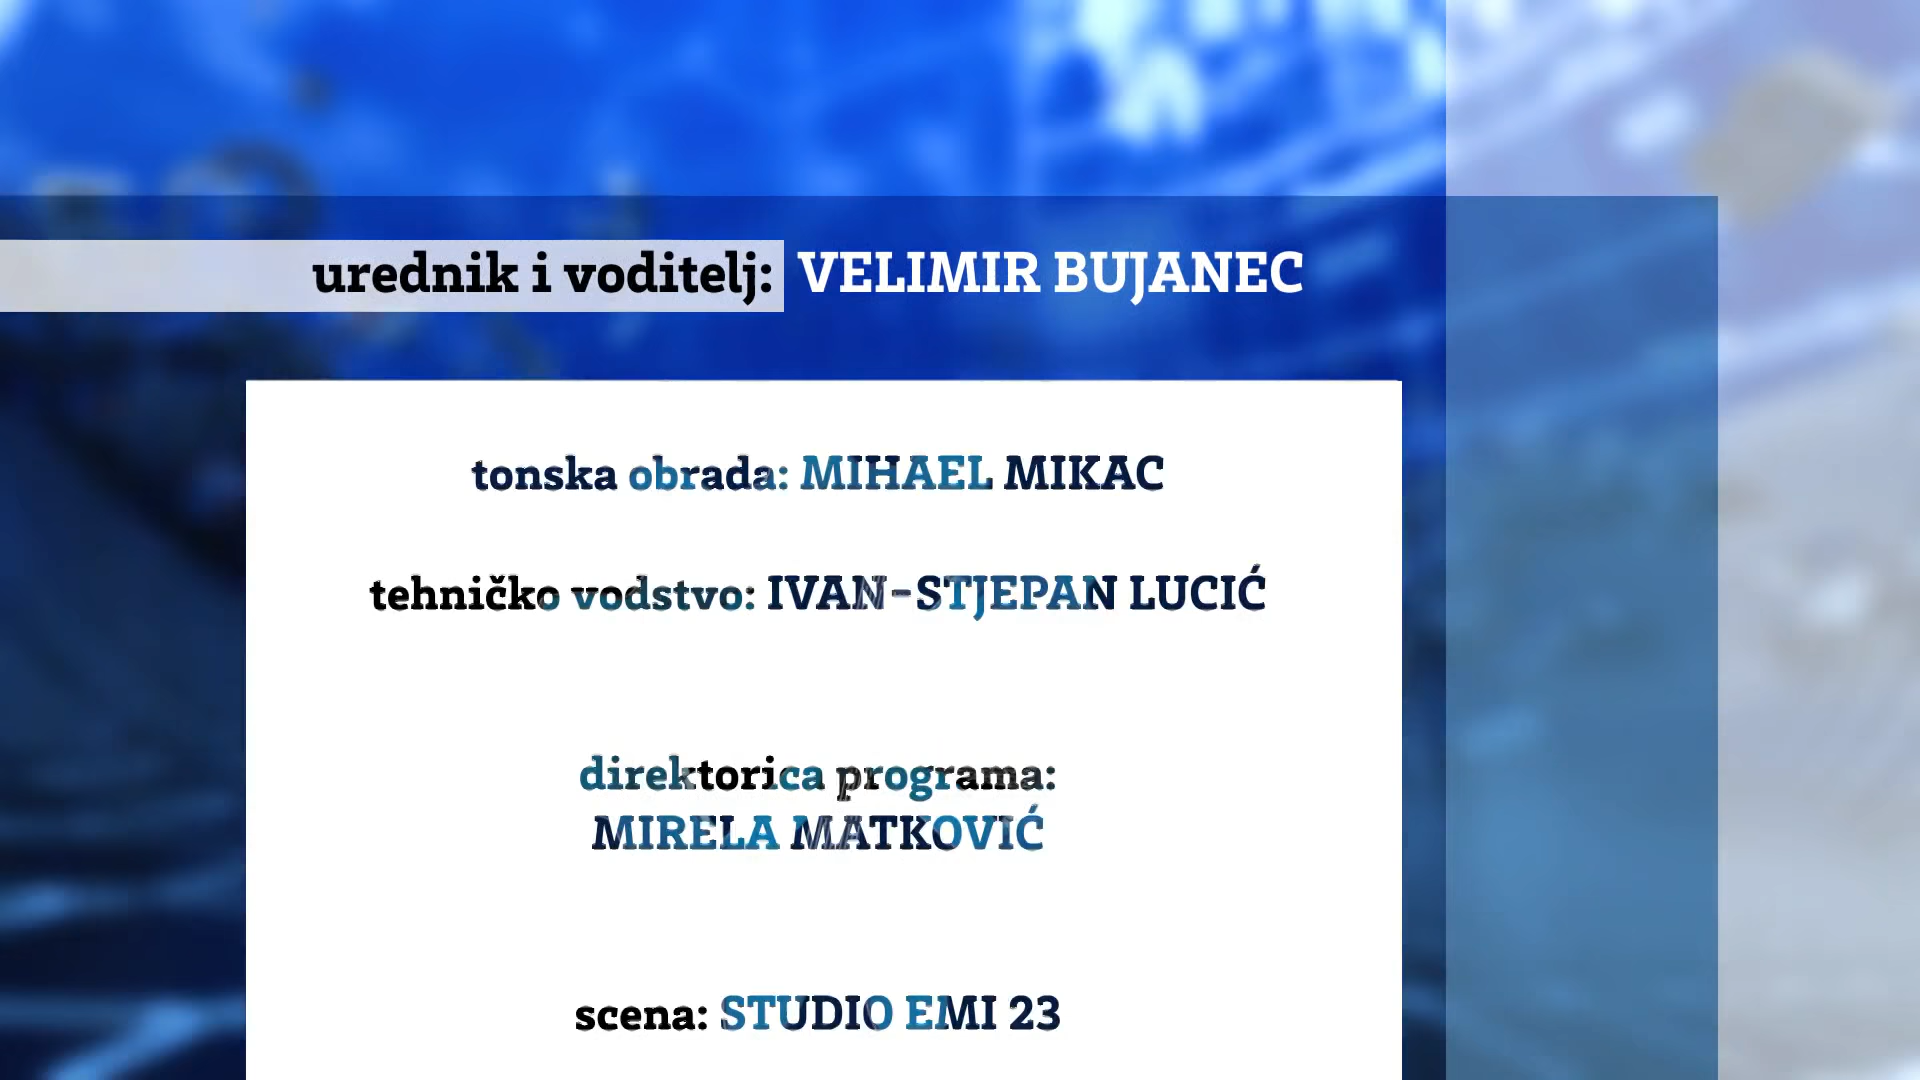 urednik i voditelj: VELIMIR BUJANEC
tonska obrada: MIHAEL MIKAC
tehničko vodstvo: IVAN-STJEPAN LUCIĆ
direktorica programa:
MIRELA MATKOVIĆ
scena: STUDIO EMI 23